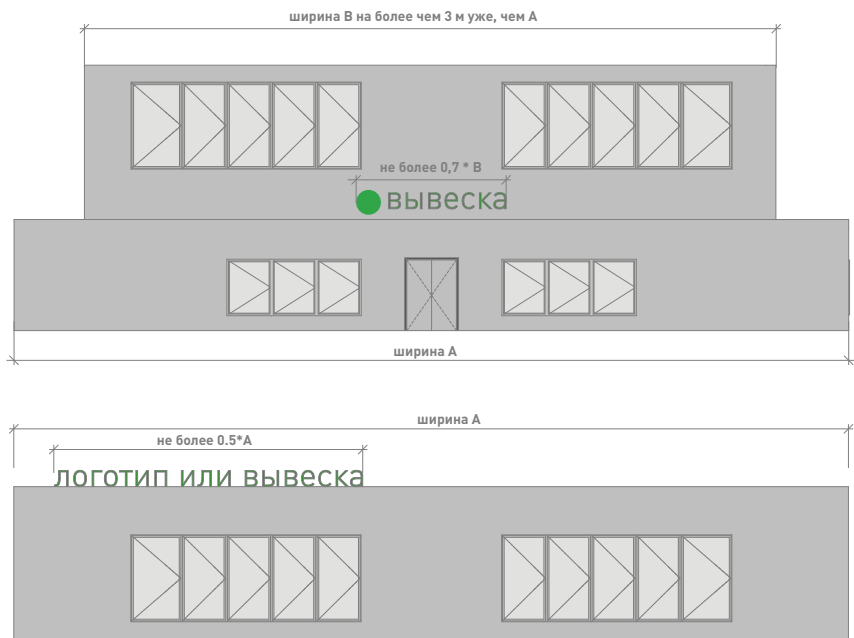 ширина В на более чем 3 м уже, чем А
не более 0,7 * В
вывеска
ширина А
ширина А
не более 0.5*А
логотип или вывеска